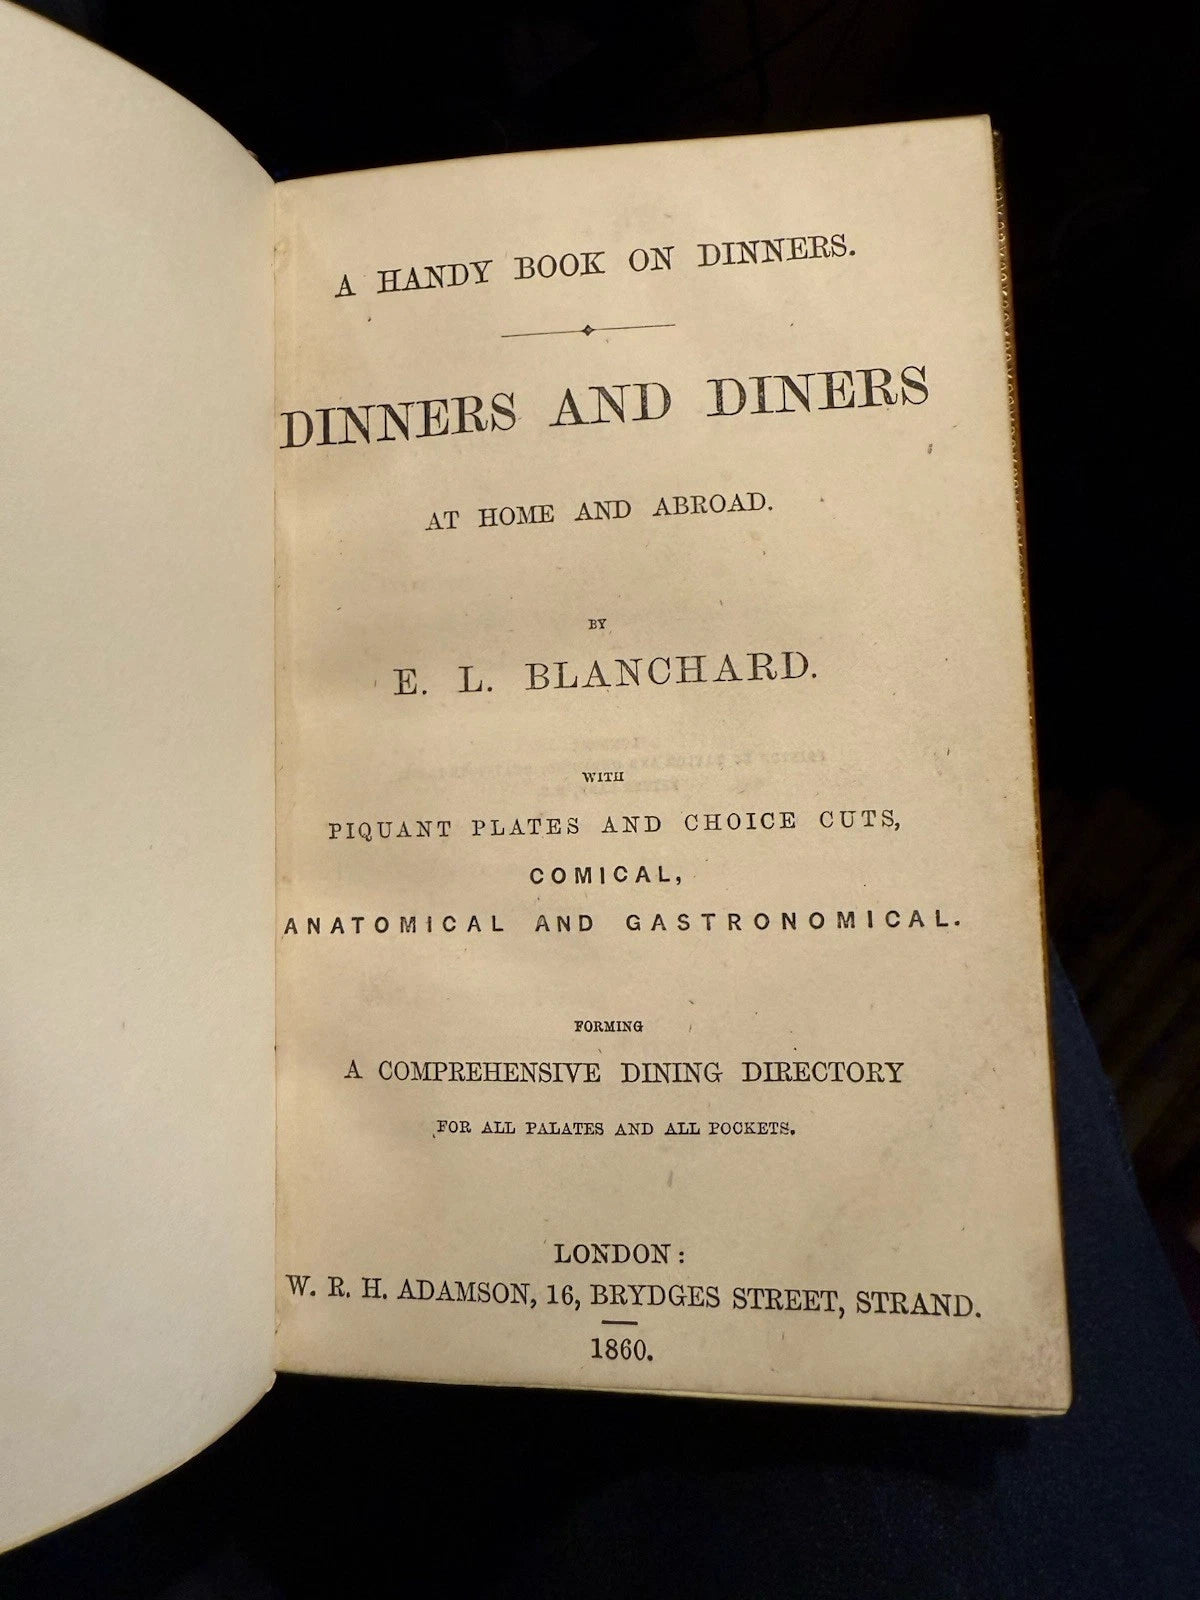 A HANDY BOOK ON DINNERS.
DINNERS AND DINERS
AT HOME AND ABROAD.
BY
E. L. BLANCHARD.
WITH
PIQUANT PLATES AND CHOICE CUTS,
COMICAL,
ANATOMICAL AND GASTRONOMICAL.
FORMING
A COMPREHENSIVE DINING DIRECTORY
FOR ALL PALATES AND ALL POCKETS.
LONDON:
W. R. H. ADAMSON, 16, BRYDGES STREET, STRAND.
1860.